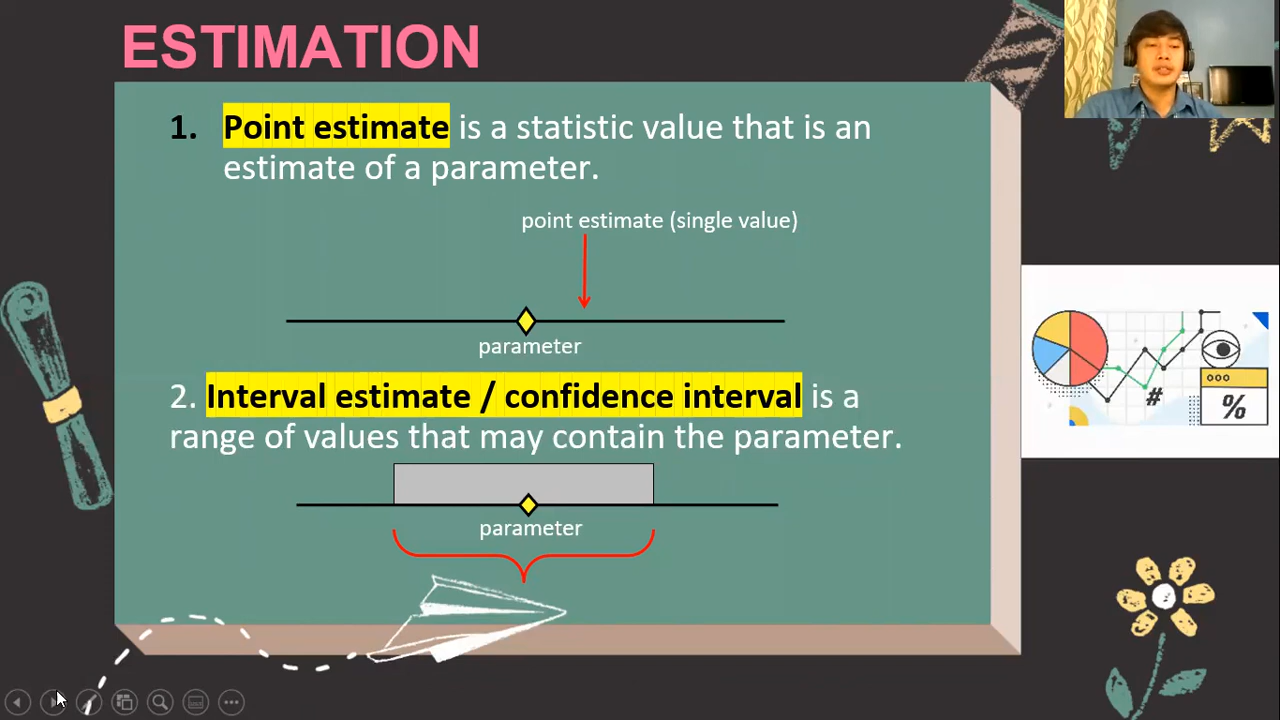 ESTIMATION
1. Point estimate is a statistic value that is an
estimate of a parameter.
point estimate (single value)
parameter
2. Interval estimate / confidence interval is a
range of values that may contain the parameter.
parameter
#
%